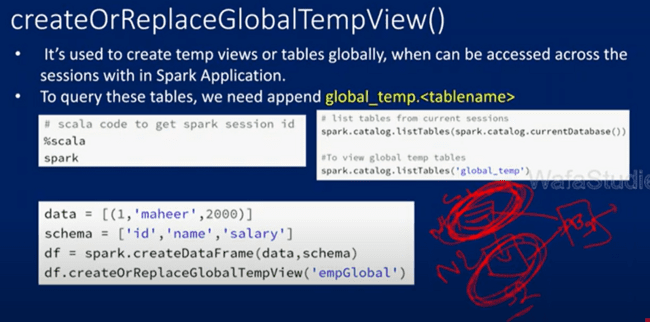 createOrReplaceGlobalTempView()
• It's used to create temp views or tables globally, when can be accessed across the
sessions with in Spark Application.
• To query these tables, we need append global_temp.<tablename>
# scala code to get spark session id
%scala
spark
# list tables from current sessions
spark.catalog.listTables(spark.catalog.currentDatabase())
#To view global temp tables
spark.catalog.listTables('global_temp')
WafaStudie
data = [(1,'maheer',2000)]
schema = ['id','name','salary']
df = spark.createDataFrame(data,schema)
df.createOrReplaceGlobalTempView('empGlobal')